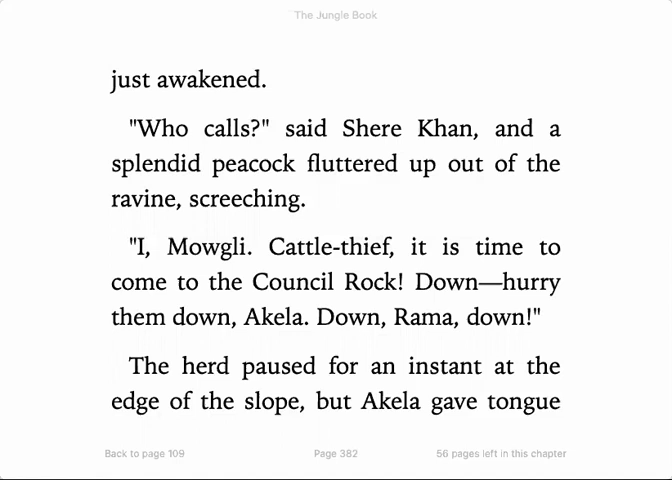 The Jungle Book
just awakened.
"Who calls?" said Shere Khan, and a
splendid peacock fluttered up out of the
ravine, screeching.
"I, Mowgli. Cattle-thief, it is time to
come to the Council Rock! Down—hurry
them down, Akela. Down, Rama, down!"
The herd paused for an instant at the
edge of the slope, but Akela gave tongue
Back to page 109
Page 382
56 pages left in this chapter